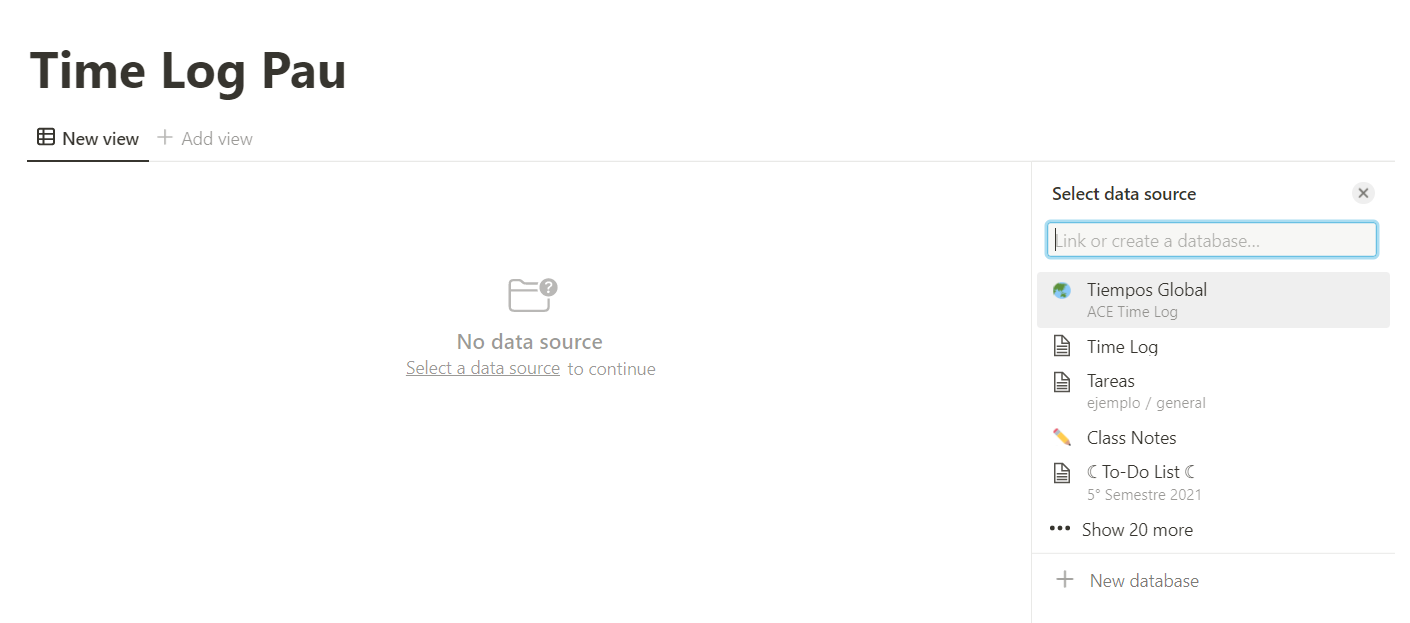 Time Log Pau
New view
Add view
Select data source
Link or create a database...
Tiempos Global
ACE Time Log
Time Log
Tareas
ejemplo / general
Class Notes
☾ To-Do List ☾
5° Semestre 2021
Show 20 more
New database
No data source
Select a data source to continue